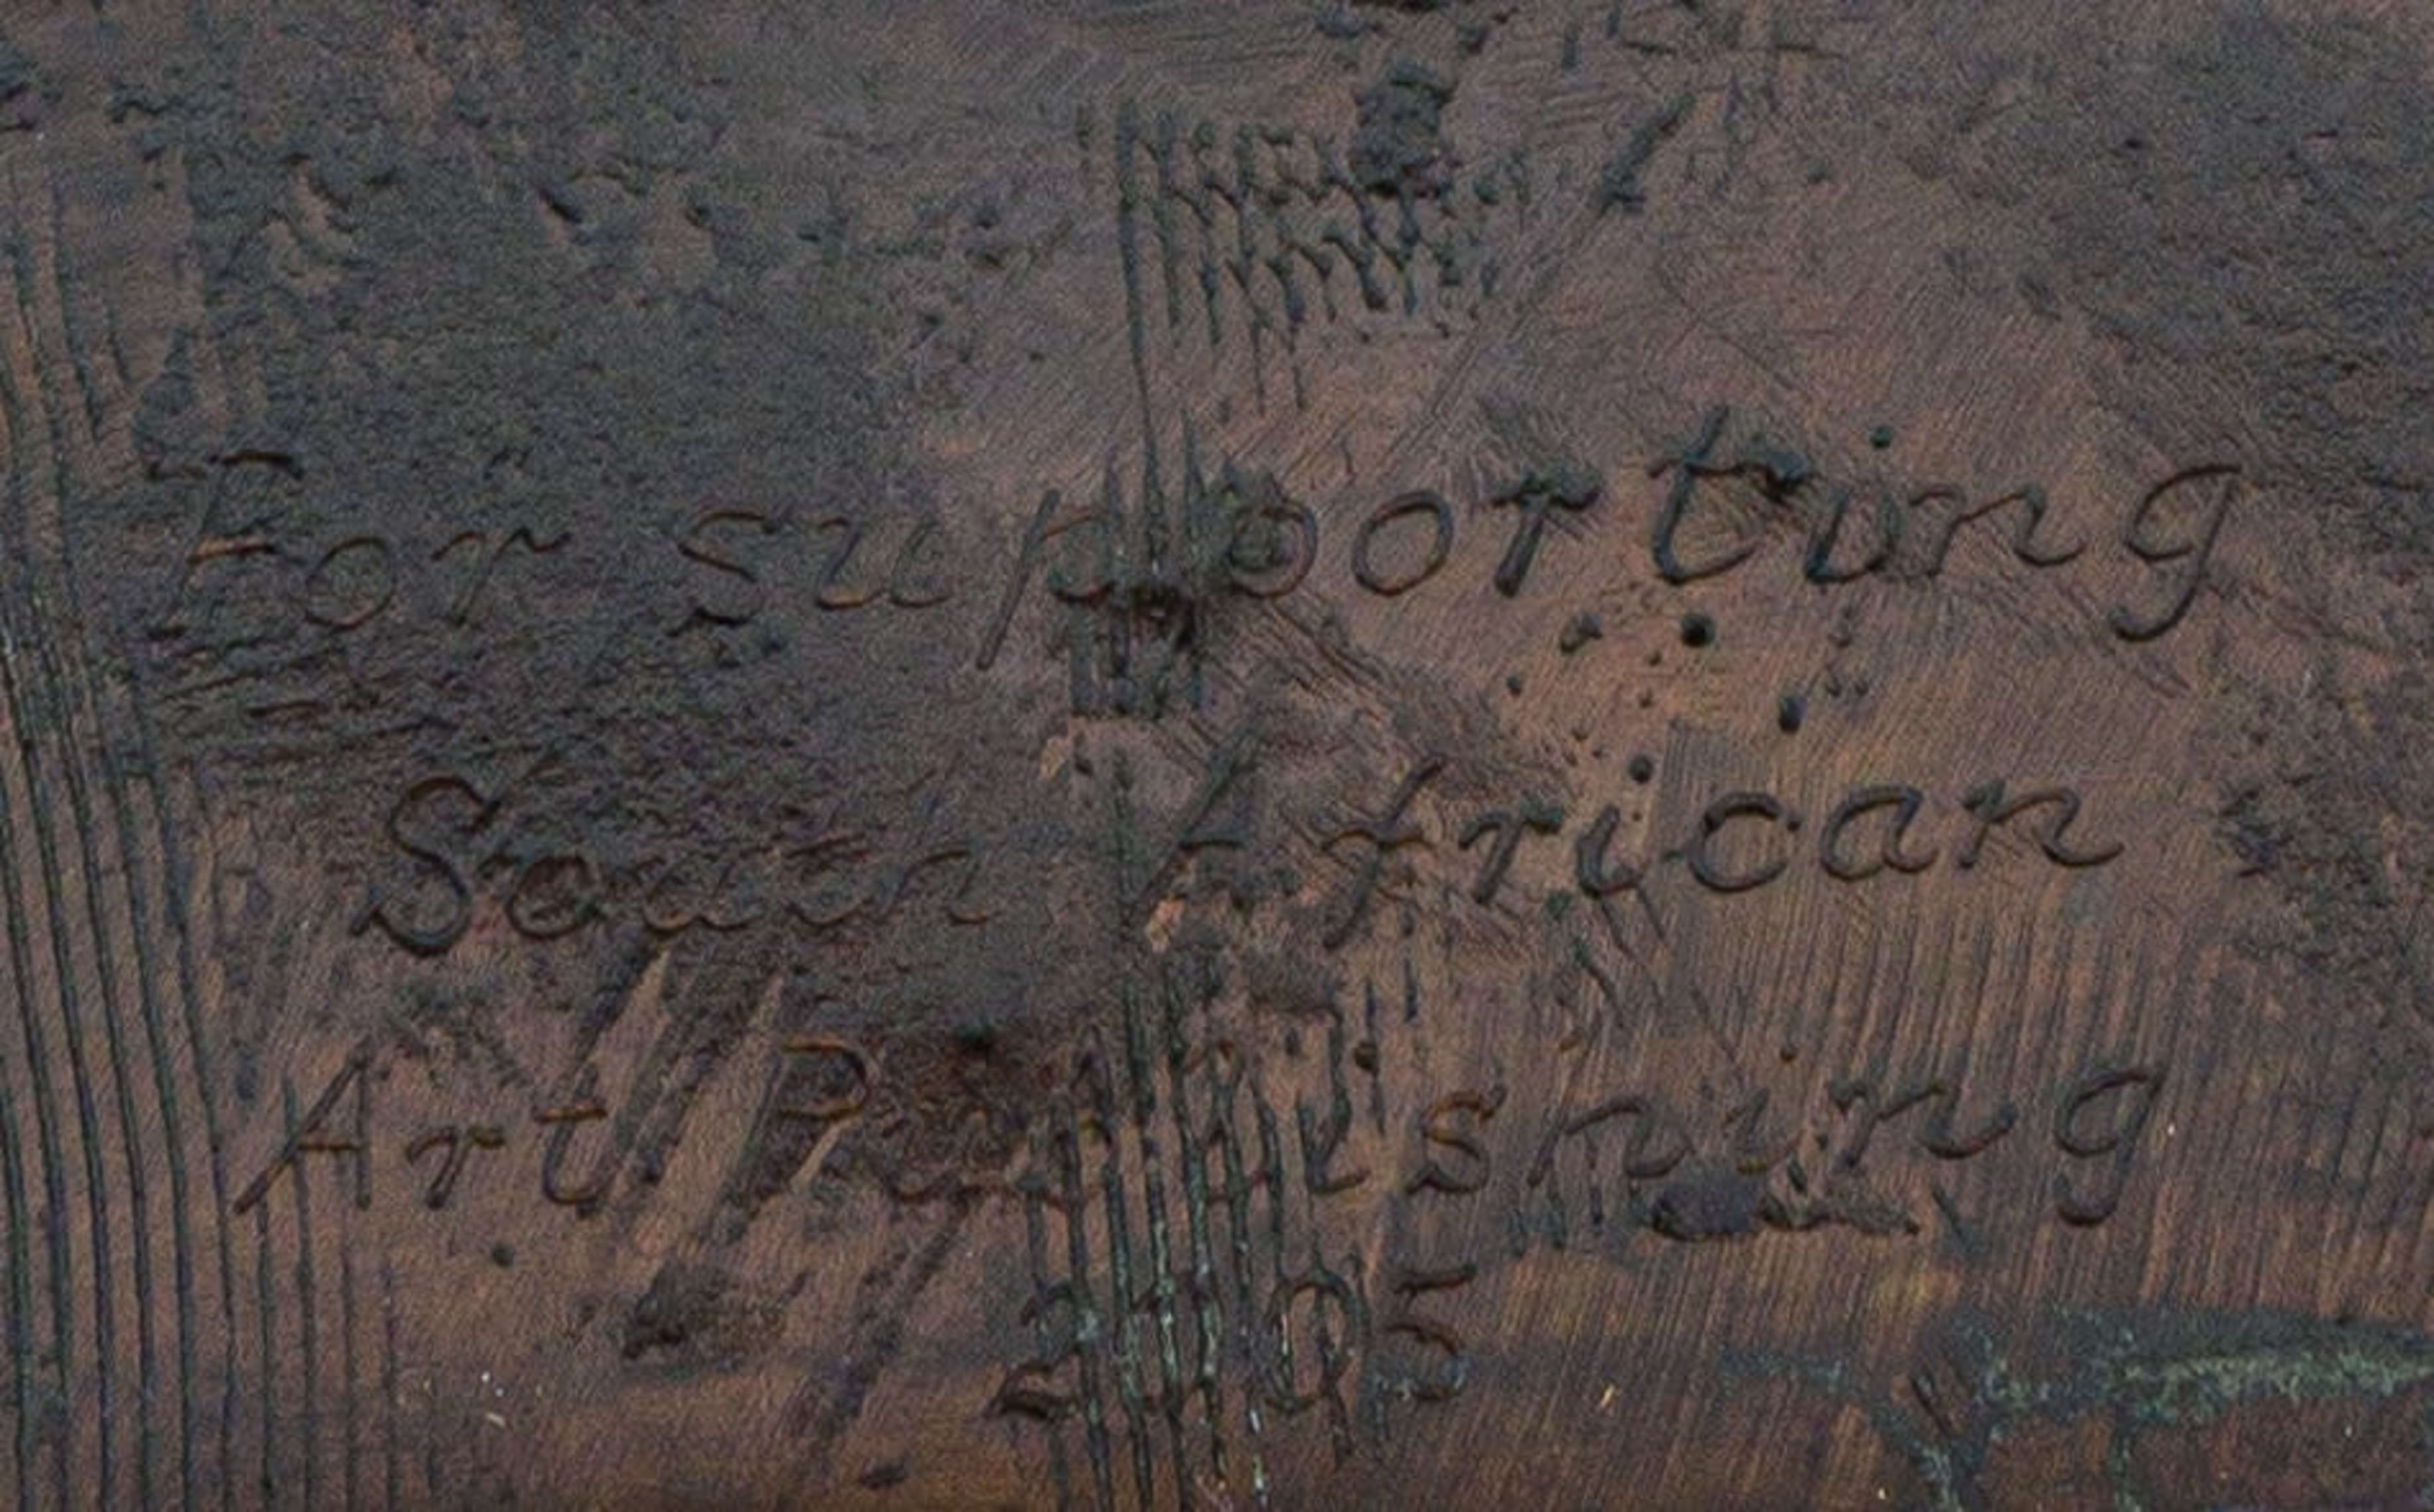 For supporting
South African
Art Publishing
2005